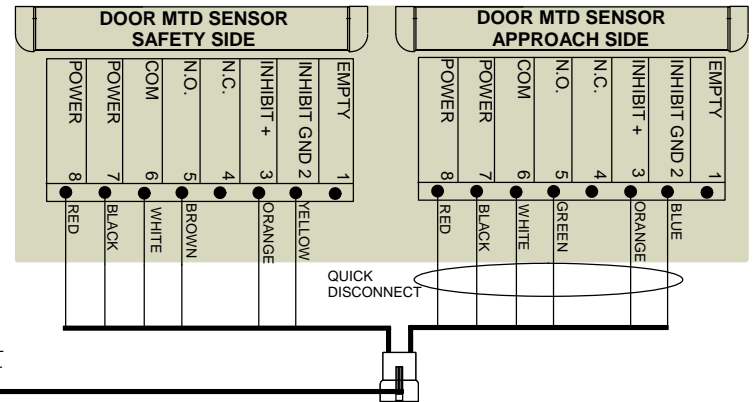 DOOR MTD SENSOR
SAFETY SIDE
POWER 8 RED
POWER 7 BLACK
COM 6 WHITE
N.O. 5 BROWN
N.C. 4
INHIBIT + 3 ORANGE
INHIBIT GND 2 YELLOW
EMPTY 1
DOOR MTD SENSOR
APPROACH SIDE
POWER 8 RED
POWER 7 BLACK
COM 6 WHITE
N.O. 5 GREEN
N.C. 4
INHIBIT + 3 ORANGE
INHIBIT GND 2 BLUE
EMPTY 1
QUICK
DISCONNECT